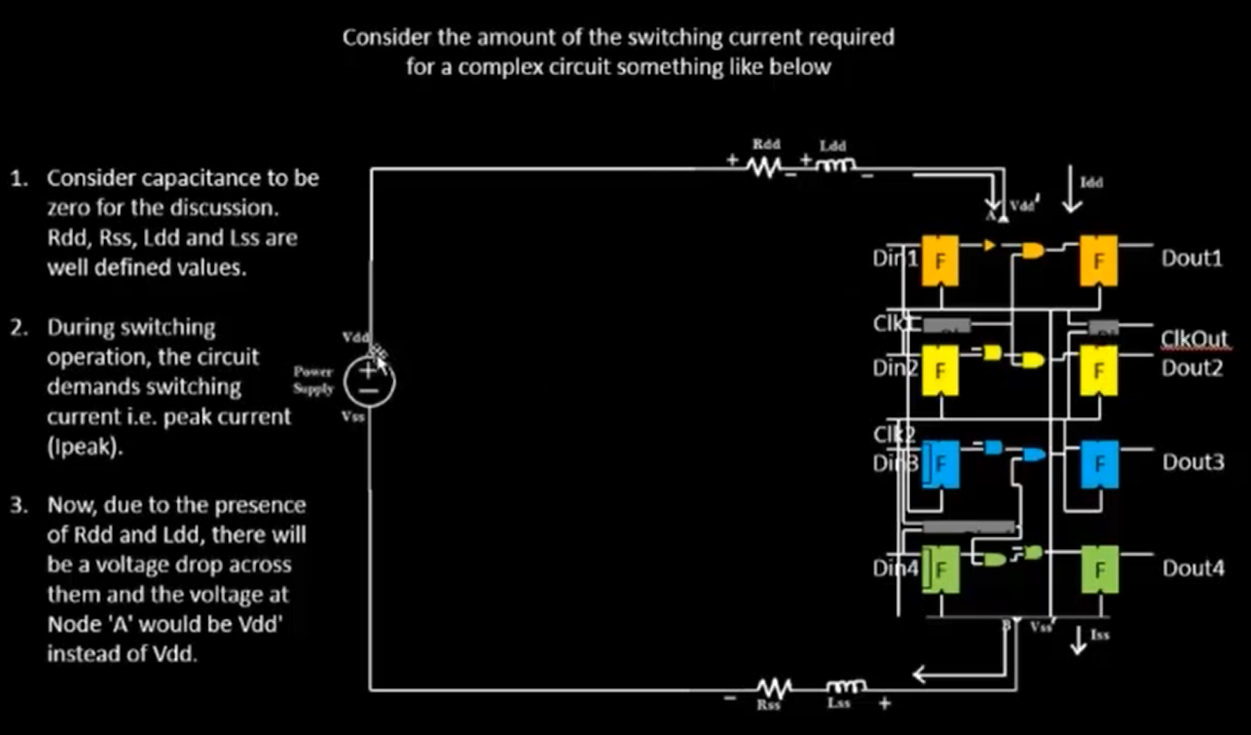 Consider the amount of the switching current required
for a complex circuit something like below
1. Consider capacitance to be
zero for the discussion.
Rdd, Rss, Ldd and Lss are
well defined values.
2. During switching
operation, the circuit
demands switching
current i.e. peak current
(Ipeak).
3. Now, due to the presence
of Rdd and Ldd, there will
be a voltage drop across
them and the voltage at
Node 'A' would be Vdd'
instead of Vdd.
Vdd
Power
Supply
+
−
Vss
Rdd
Ldd
+
−
+
−
A
Vdd'
Idd
Din1
F
F
Dout1
Clk1
ClkOut
Din2
F
F
Dout2
Clk2
Din3
F
F
Dout3
Din4
F
F
Dout4
B
Vss'
Iss
−
Rss
Lss
+